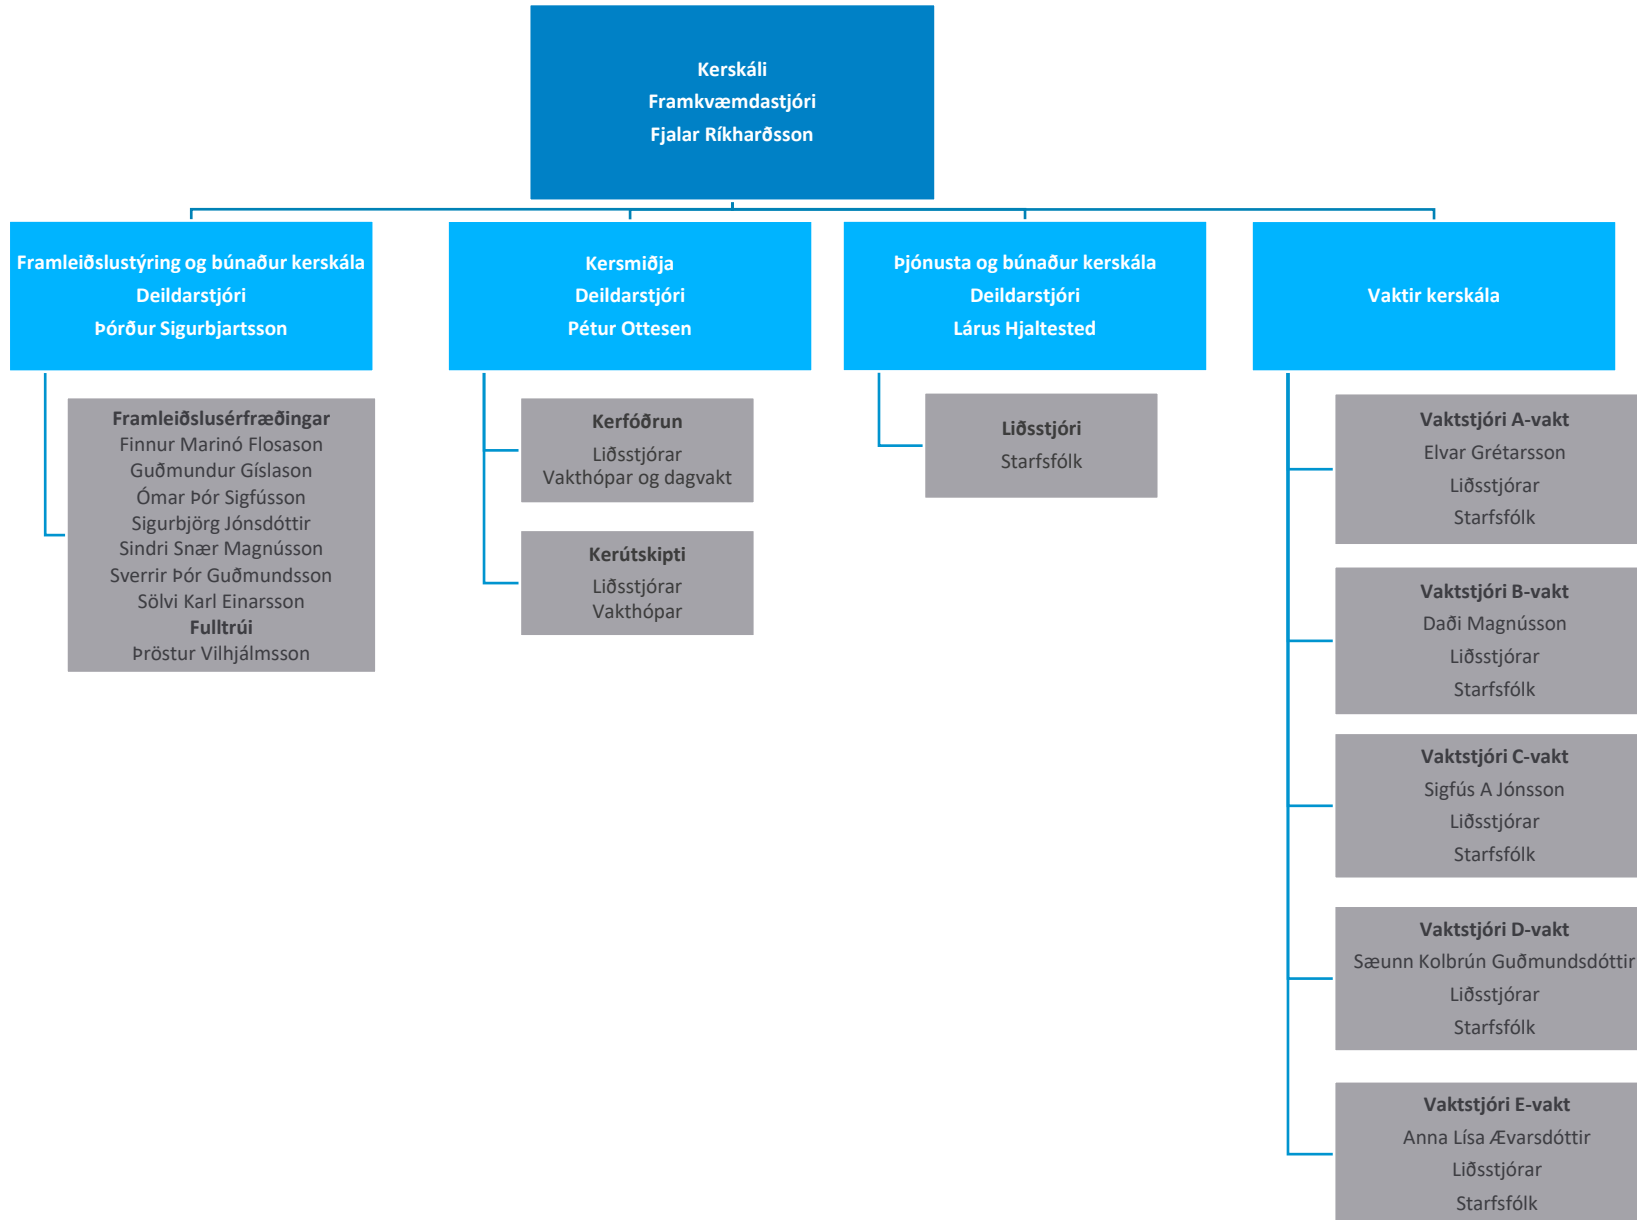 Kerskáli
Framkvæmdastjóri
Fjalar Ríkharðsson
Framleiðslustýring og búnaður kerskála
Deildarstjóri
Þórður Sigurbjartsson
Kersmiðja
Deildarstjóri
Pétur Ottesen
Þjónusta og búnaður kerskála
Deildarstjóri
Lárus Hjaltested
Vaktir kerskála
Framleiðslusérfræðingar
Finnur Marinó Flosason
Guðmundur Gíslason
Ómar Þór Sigfússon
Sigurbjörg Jónsdóttir
Sindri Snær Magnússon
Sverrir Þór Guðmundsson
Sölvi Karl Einarsson
Fulltrúi
Þröstur Vilhjálmsson
Kerfóðrun
Liðsstjórar
Vakthópar og dagvakt
Kerútskipti
Liðsstjórar
Vakthópar
Liðsstjóri
Starfsfólk
Vaktstjóri A-vakt
Elvar Grétarsson
Liðsstjórar
Starfsfólk
Vaktstjóri B-vakt
Daði Magnússon
Liðsstjórar
Starfsfólk
Vaktstjóri C-vakt
Sigfús A Jónsson
Liðsstjórar
Starfsfólk
Vaktstjóri D-vakt
Sæunn Kolbrún Guðmundsdóttir
Liðsstjórar
Starfsfólk
Vaktstjóri E-vakt
Anna Lísa Ævarsdóttir
Liðsstjórar
Starfsfólk